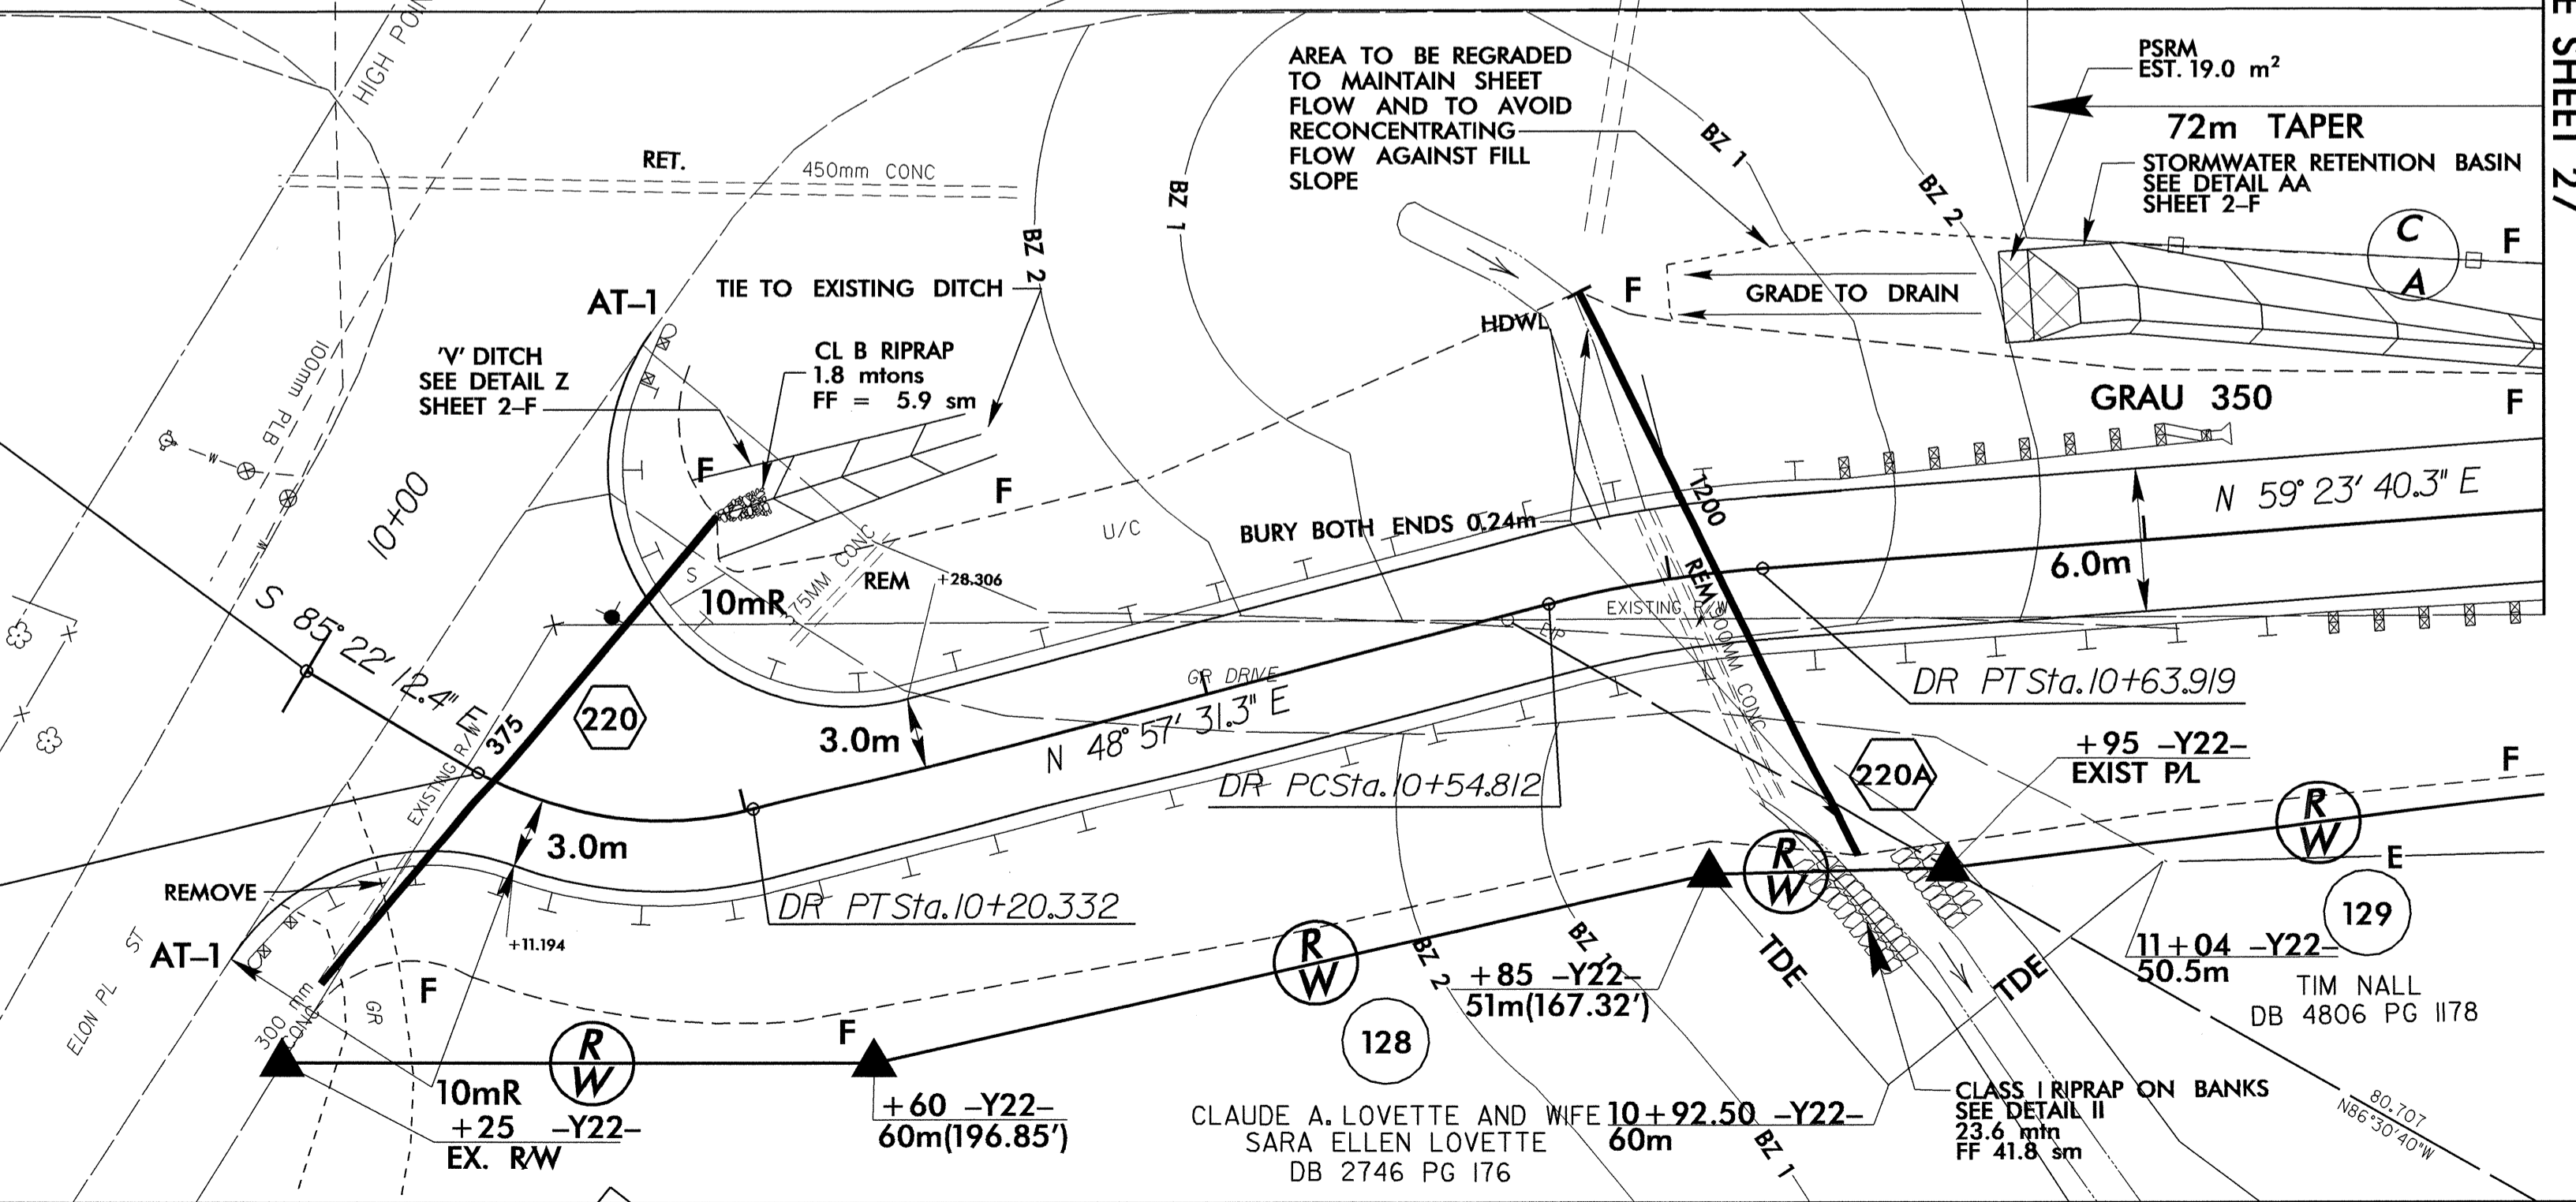 HIGH POIN
AREA TO BE REGRADED
TO MAINTAIN SHEET
FLOW AND TO AVOID
RECONCENTRATING
FLOW AGAINST FILL
SLOPE
PSRM
EST. 19.0 m²
72m TAPER
STORMWATER RETENTION BASIN
SEE DETAIL AA
SHEET 2-F
E SHEET 27
RET.
450mm CONC
BZ 2
BZ 1
BZ 1
BZ 2
C
A
F
AT-1
TIE TO EXISTING DITCH
HDWL
F
GRADE TO DRAIN
'V' DITCH
SEE DETAIL Z
SHEET 2-F
CL B RIPRAP
1.8 mtons
FF = 5.9 sm
100mm PLB
W
W
10+00
F
F
GRAU 350
F
U/C
BURY BOTH ENDS 0.24m
1200
N 59° 23' 40.3" E
6.0m
S
375MM CONC
REM
+28.306
10mR
EXISTING R/W
REM
900MM CONC
EIP
S 85° 22' 12.4" E
EXISTING R/W
375
220
3.0m
GR DRIVE
N 48° 57' 31.3" E
DR PT Sta. 10+63.919
DR PC Sta. 10+54.812
220A
+95 -Y22-
EXIST P/L
F
R
W
3.0m
REMOVE
DR PT Sta. 10+20.332
+11.194
AT-1
ELON PL ST
R
W
E
129
TIM NALL
DB 4806 PG 1178
11+04 -Y22-
50.5m
R
W
BZ 2
BZ 1
+85 -Y22-
51m(167.32')
TDE
TDE
F
GR
300 mm
CONC
R
W
F
128
10mR
+25 -Y22-
EX. R/W
+60 -Y22-
60m(196.85')
CLAUDE A. LOVETTE AND WIFE
SARA ELLEN LOVETTE
DB 2746 PG 176
10+92.50 -Y22-
60m
BZ 1
CLASS I RIPRAP ON BANKS
SEE DETAIL II
23.6 mtn
FF 41.8 sm
80.707
N86°30'40"W